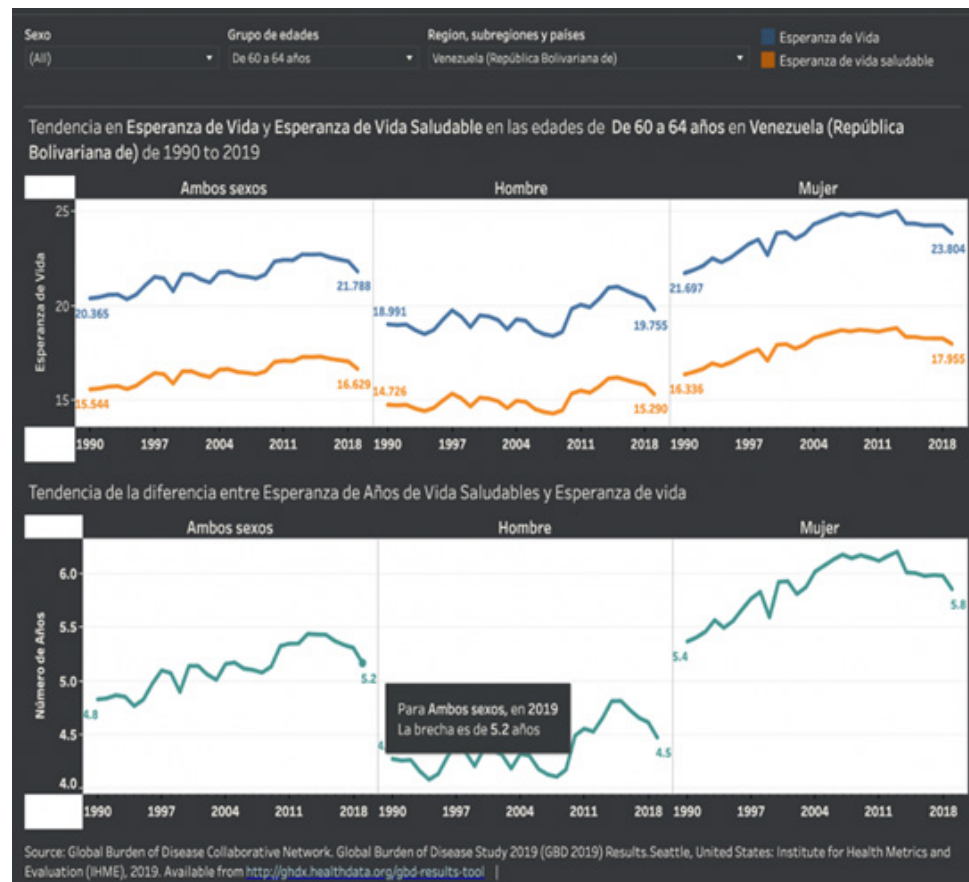 Sexo
Grupo de edades
Region, subregiones y países
Esperanza de Vida
(All)
De 60 a 64 años
Venezuela (República Bolivariana de)
Esperanza de vida saludable
Tendencia en Esperanza de Vida y Esperanza de Vida Saludable en las edades de De 60 a 64 años en Venezuela (República
Bolivariana de) de 1990 to 2019
Ambos sexos
Hombre
Mujer
Esperanza de Vida
25
20
15
20.365
21.788
15.544
16.629
18.991
19.755
14.726
15.290
21.697
23.804
16.336
17.955
1990 1997 2004 2011 2018 1990 1997 2004 2011 2018 1990 1997 2004 2011 2018
Tendencia de la diferencia entre Esperanza de Años de Vida Saludables y Esperanza de vida
Ambos sexos
Hombre
Mujer
Número de Años
6.0
5.5
5.0
4.5
4.0
4.8
5.2
Para Ambos sexos, en 2019
La brecha es de 5.2 años
4.5
5.4
5.8
1990 1997 2004 2011 2018 1990 1997 2004 2011 2018 1990 1997 2004 2011 2018
Source: Global Burden of Disease Collaborative Network. Global Burden of Disease Study 2019 (GBD 2019) Results.Seattle, United States: Institute for Health Metrics and
Evaluation (IHME), 2019. Available from http://ghdx.healthdata.org/gbd-results-tool |